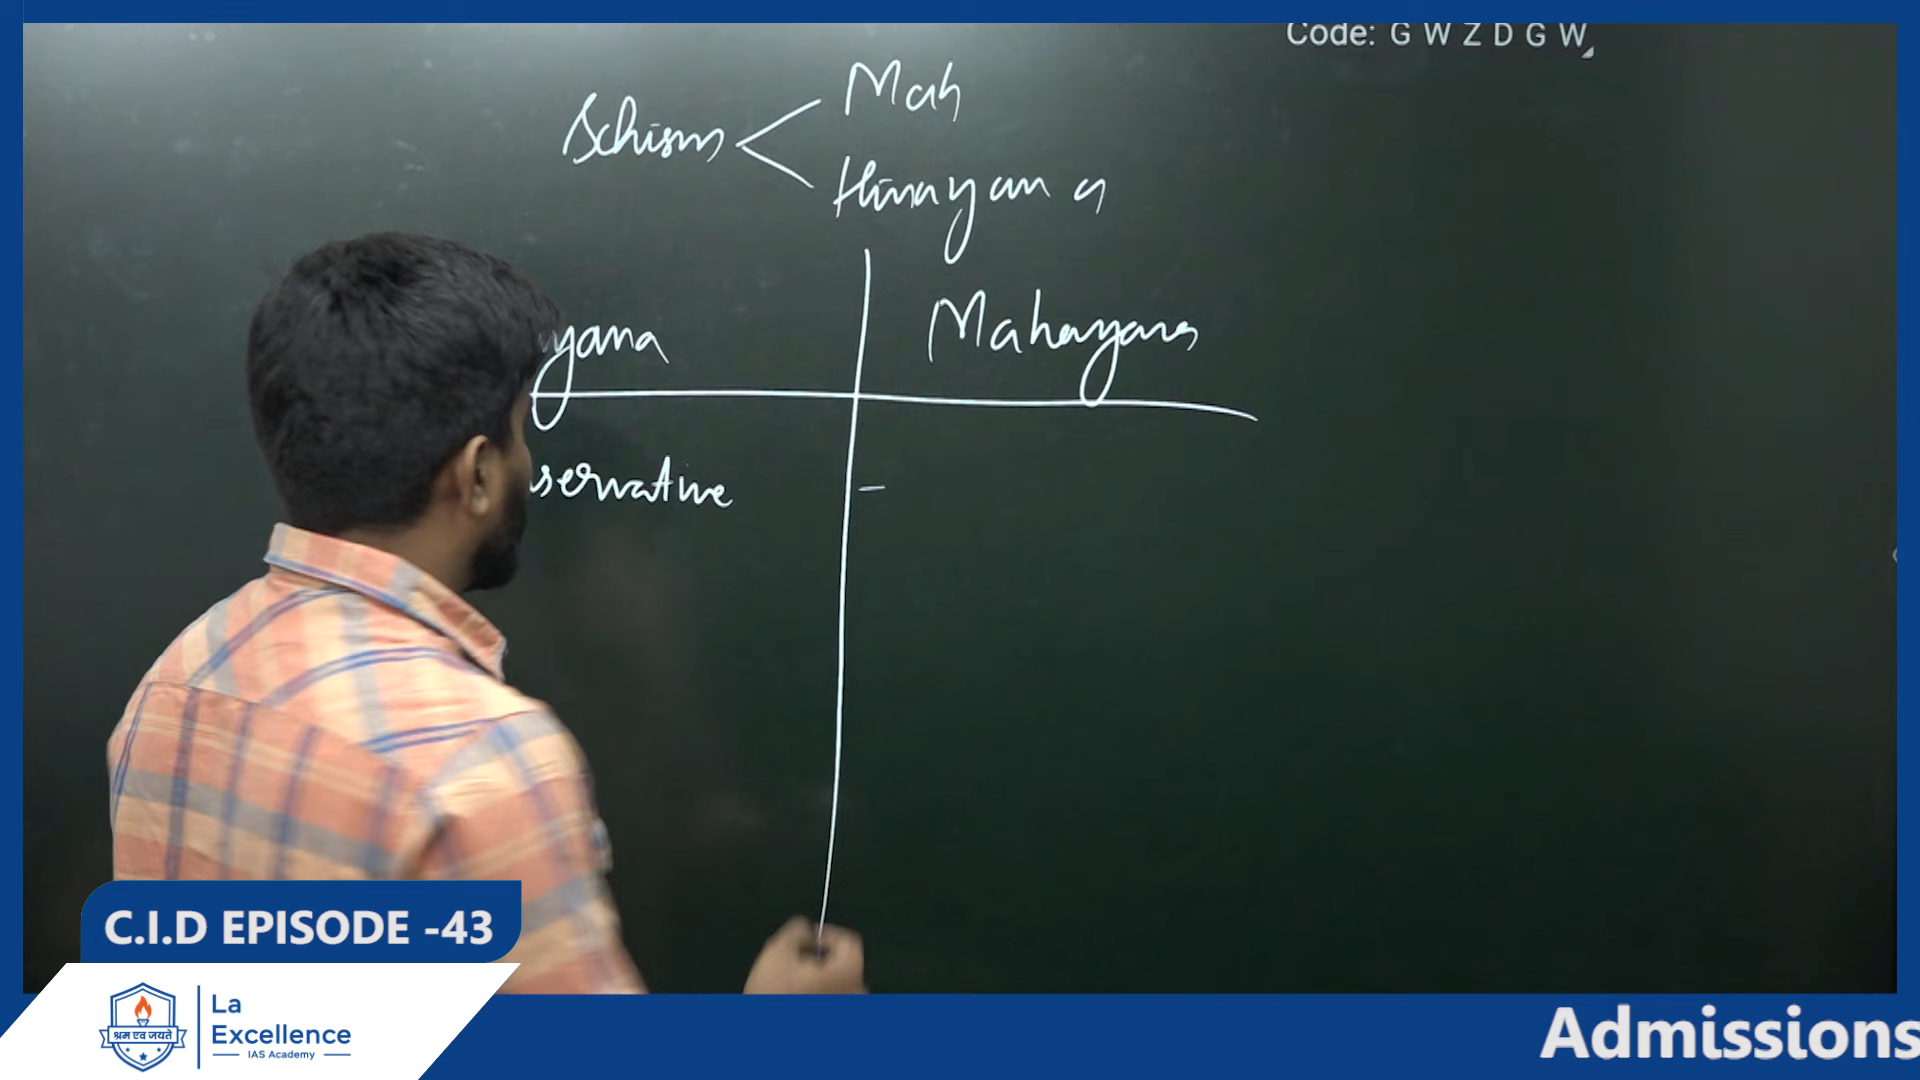 Code: G W Z D G W
Schism
Mah
Hinayana
yana
Mahayana
servative
-
C.I.D EPISODE -43
श्रम एव जयते
La
Excellence
IAS Academy
Admissions